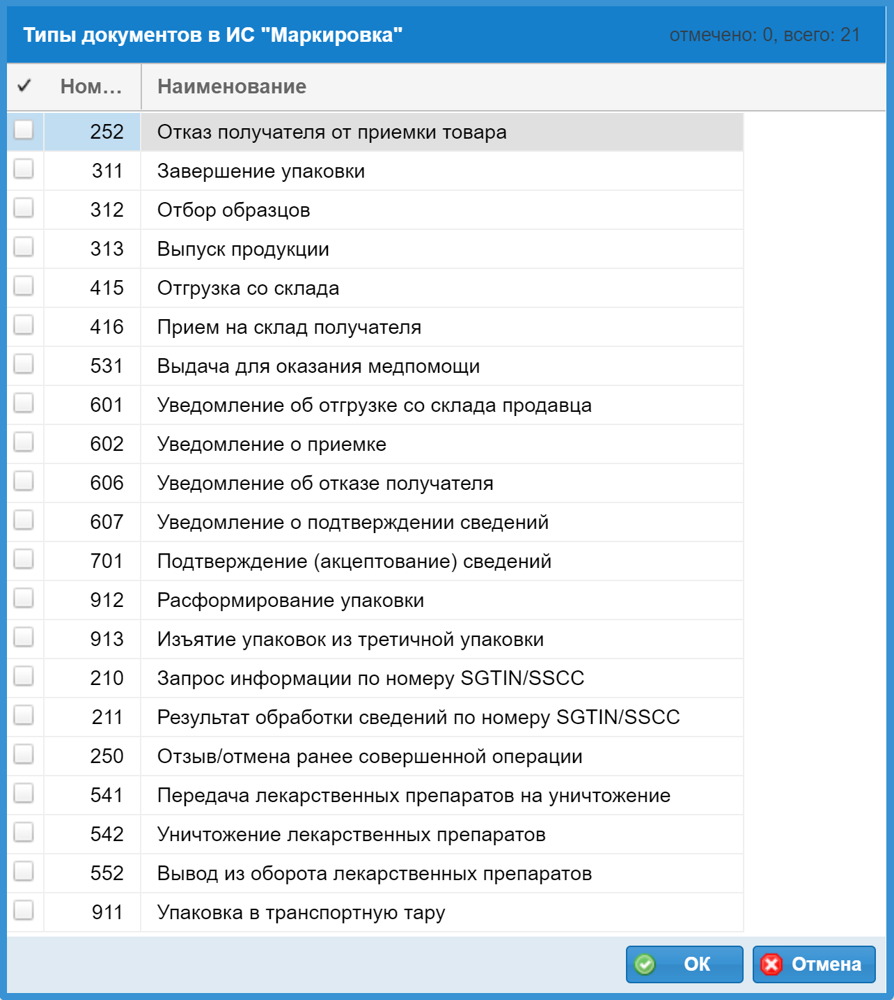 Типы документов в ИС "Маркировка" отмечено: 0, всего: 21
Ном... Наименование
252 Отказ получателя от приемки товара
311 Завершение упаковки
312 Отбор образцов
313 Выпуск продукции
415 Отгрузка со склада
416 Прием на склад получателя
531 Выдача для оказания медпомощи
601 Уведомление об отгрузке со склада продавца
602 Уведомление о приемке
606 Уведомление об отказе получателя
607 Уведомление о подтверждении сведений
701 Подтверждение (акцептование) сведений
912 Расформирование упаковки
913 Изъятие упаковок из третичной упаковки
210 Запрос информации по номеру SGTIN/SSCC
211 Результат обработки сведений по номеру SGTIN/SSCC
250 Отзыв/отмена ранее совершенной операции
541 Передача лекарственных препаратов на уничтожение
542 Уничтожение лекарственных препаратов
552 Вывод из оборота лекарственных препаратов
911 Упаковка в транспортную тару
ОК Отмена